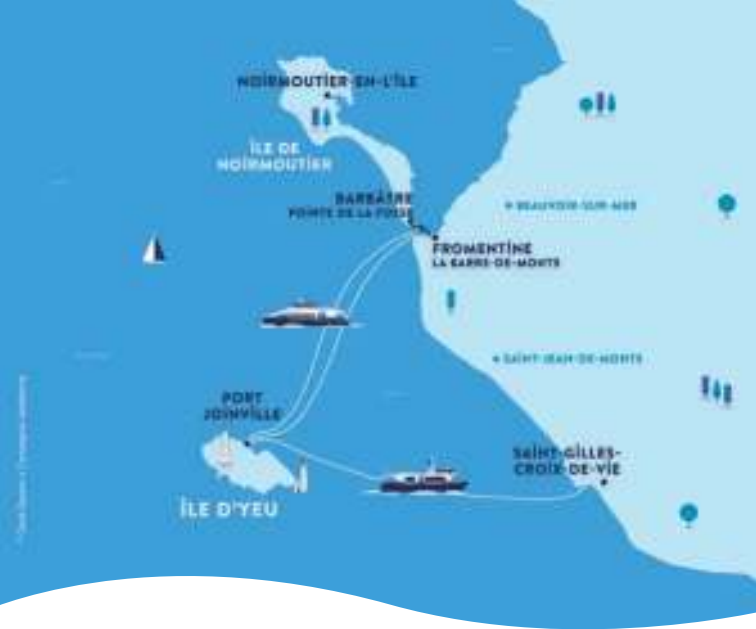 NOIRMOUTIER-EN-L'ÎLE
ÎLE DE
NOIRMOUTIER
BARBÂTRE
POINTE DE LA FOSSE
BEAUVOIR-SUR-MER
FROMENTINE
LA BARRE-DE-MONTS
SAINT-JEAN-DE-MONTS
PORT
JOINVILLE
SAINT-GILLES-
CROIX-DE-VIE
ÎLE D'YEU